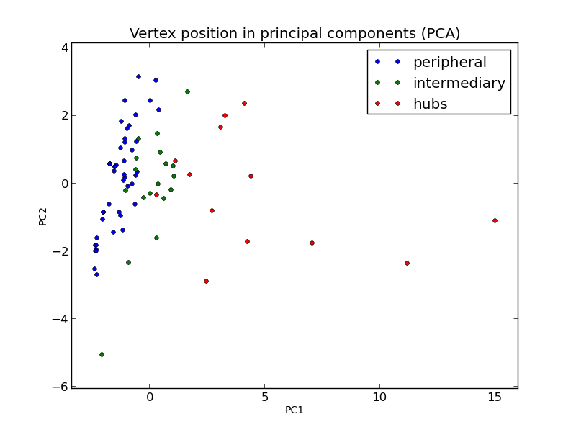 Vertex position in principal components (PCA)
peripheral
intermediary
hubs
4
2
0
−2
−4
−6
PC2
0
5
10
15
PC1